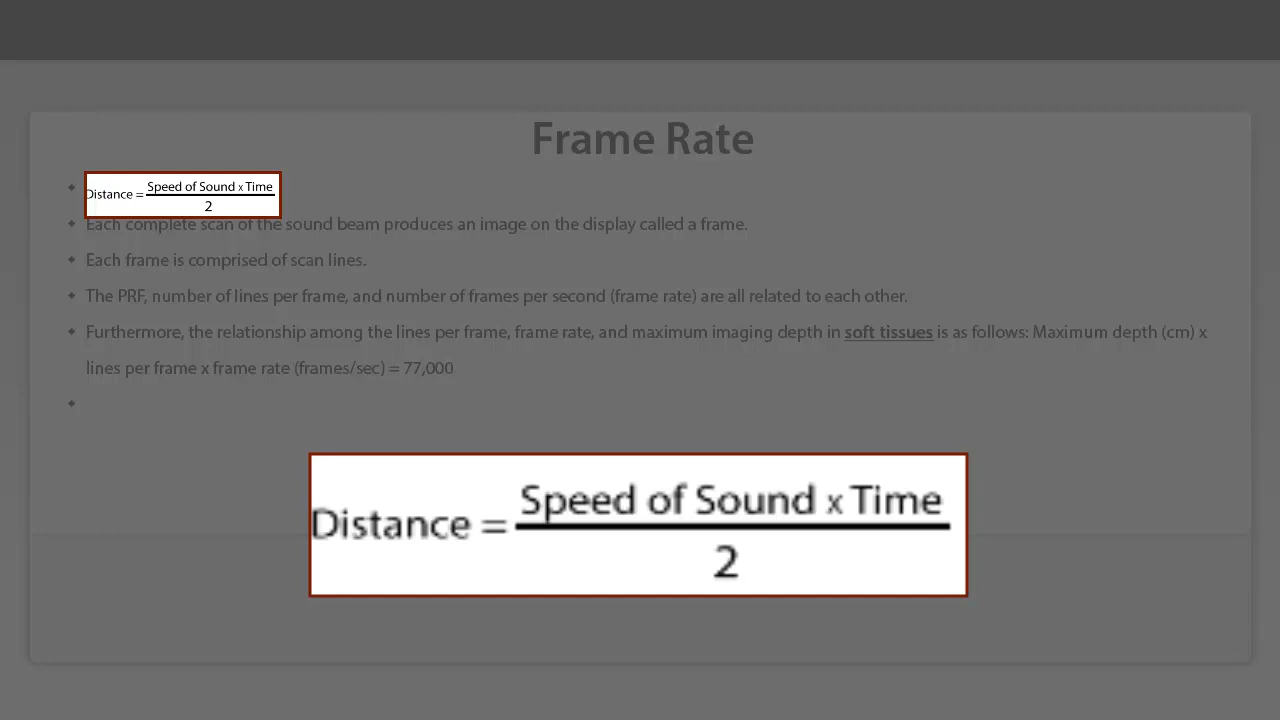 Frame Rate
Distance = Speed of Sound x Time
2
Each complete scan of the sound beam produces an image on the display called a frame.
Each frame is comprised of scan lines.
The PRF, number of lines per frame, and number of frames per second (frame rate) are all related to each other.
Furthermore, the relationship among the lines per frame, frame rate, and maximum imaging depth in soft tissues is as follows: Maximum depth (cm) x
lines per frame x frame rate (frames/sec) = 77,000
Distance = Speed of Sound x Time
2